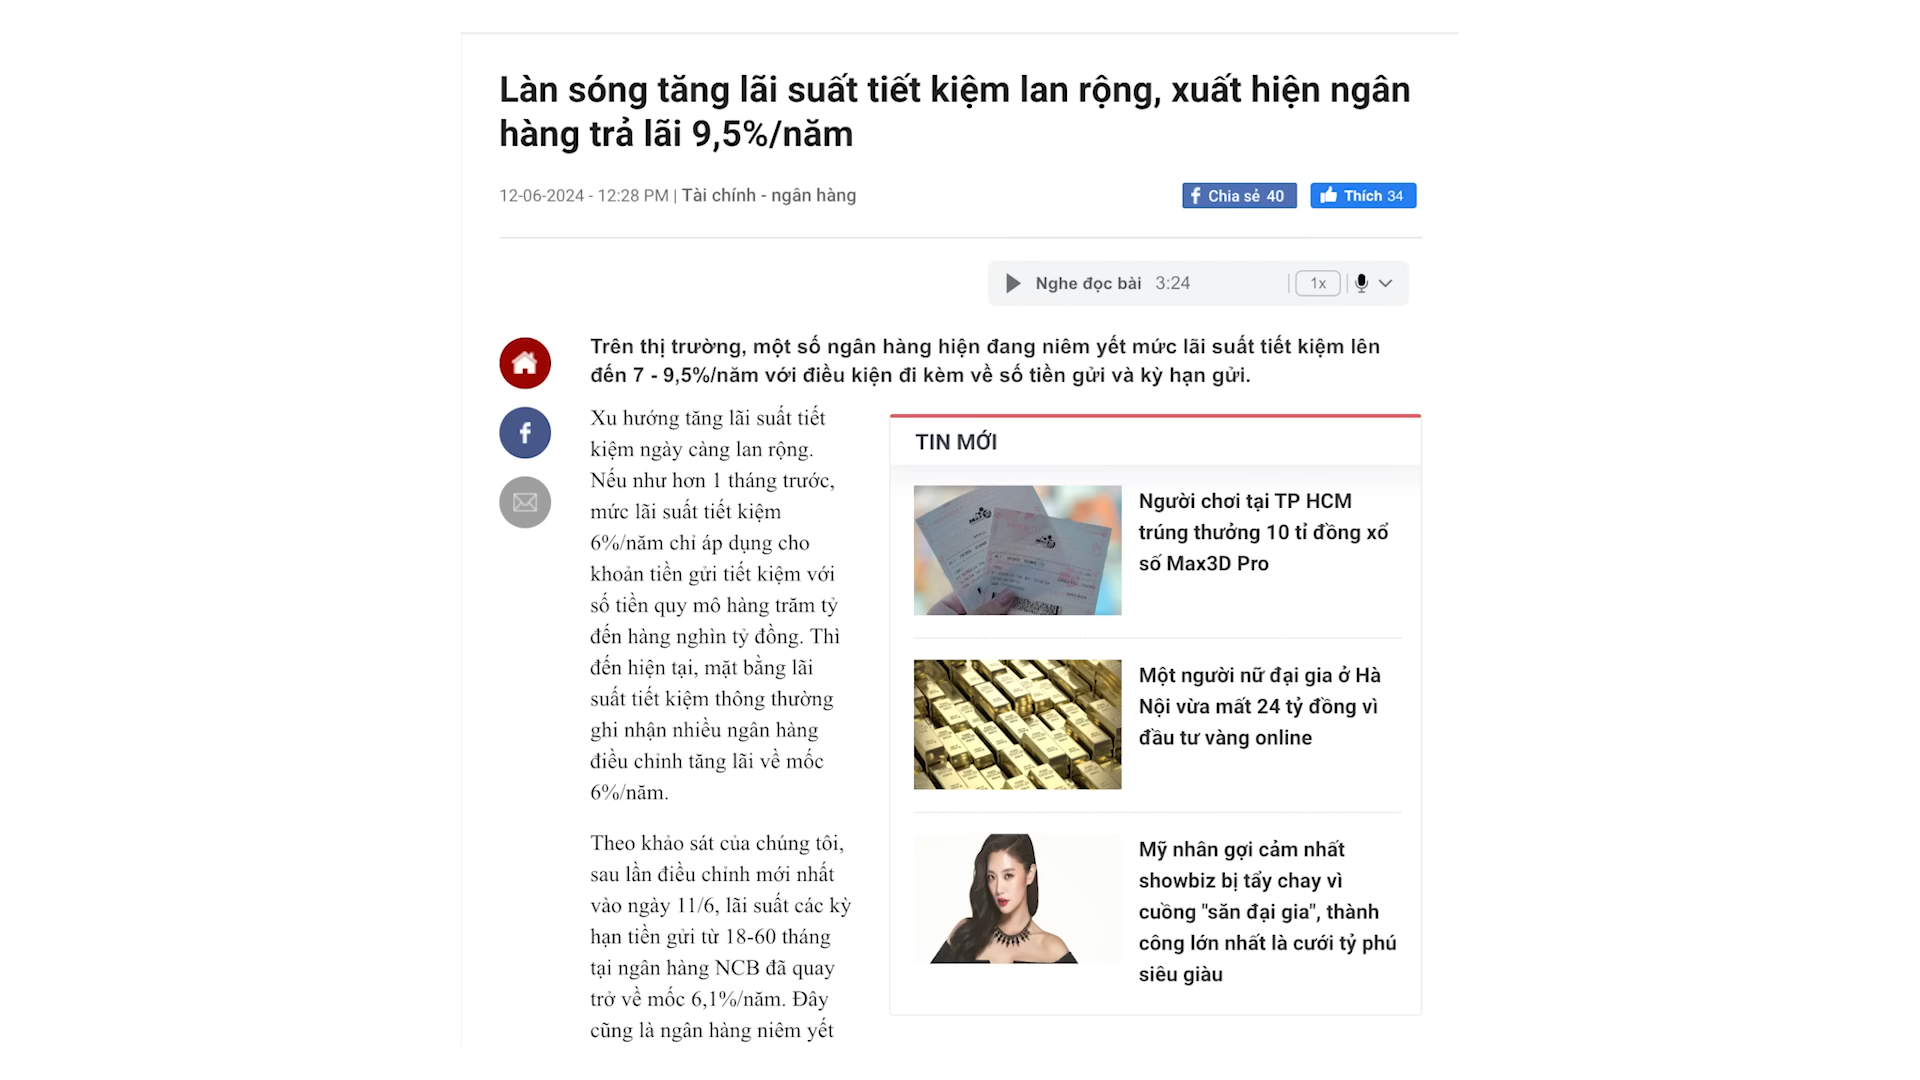 Làn sóng tăng lãi suất tiết kiệm lan rộng, xuất hiện ngân
hàng trả lãi 9,5%/năm
12-06-2024 - 12:28 PM | Tài chính - ngân hàng
Chia sẻ 40
Thích 34
Nghe đọc bài 3:24
1x
Trên thị trường, một số ngân hàng hiện đang niêm yết mức lãi suất tiết kiệm lên
đến 7 - 9,5%/năm với điều kiện đi kèm về số tiền gửi và kỳ hạn gửi.
Xu hướng tăng lãi suất tiết
kiệm ngày càng lan rộng.
Nếu như hơn 1 tháng trước,
mức lãi suất tiết kiệm
6%/năm chỉ áp dụng cho
khoản tiền gửi tiết kiệm với
số tiền quy mô hàng trăm tỷ
đến hàng nghìn tỷ đồng. Thì
đến hiện tại, mặt bằng lãi
suất tiết kiệm thông thường
ghi nhận nhiều ngân hàng
điều chỉnh tăng lãi về mốc
6%/năm.
Theo khảo sát của chúng tôi,
sau lần điều chỉnh mới nhất
vào ngày 11/6, lãi suất các kỳ
hạn tiền gửi từ 18-60 tháng
tại ngân hàng NCB đã quay
trở về mốc 6,1%/năm. Đây
cũng là ngân hàng niêm yết
TIN MỚI
Người chơi tại TP HCM
trúng thưởng 10 tỉ đồng xổ
số Max3D Pro
Một người nữ đại gia ở Hà
Nội vừa mất 24 tỷ đồng vì
đầu tư vàng online
Mỹ nhân gợi cảm nhất
showbiz bị tẩy chay vì
cuồng "săn đại gia", thành
công lớn nhất là cưới tỷ phú
siêu giàu